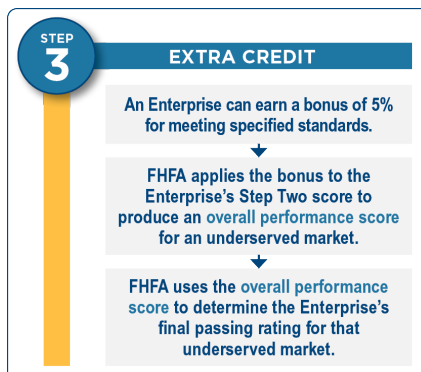 STEP
3
EXTRA CREDIT
An Enterprise can earn a bonus of 5%
for meeting specified standards.
FHFA applies the bonus to the
Enterprise's Step Two score to
produce an overall performance score
for an underserved market.
FHFA uses the overall performance
score to determine the Enterprise's
final passing rating for that
underserved market.